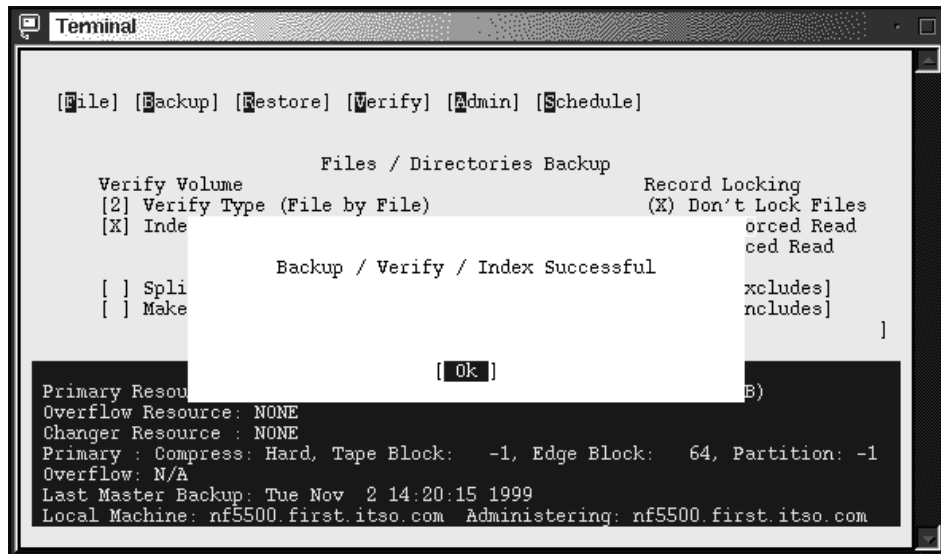 Terminal
[File] [Backup] [Restore] [Verify] [Admin] [Schedule]
Files / Directories Backup
Verify Volume Record Locking
[2] Verify Type (File by File) (X) Don't Lock Files
[X] Inde orced Read
ced Read
Backup / Verify / Index Successful
[ ] Spli xcludes]
[ ] Make ncludes]
]
[ Ok ]
Primary Resou B)
Overflow Resource: NONE
Changer Resource : NONE
Primary : Compress: Hard, Tape Block: -1, Edge Block: 64, Partition: -1
Overflow: N/A
Last Master Backup: Tue Nov 2 14:20:15 1999
Local Machine: nf5500.first.itso.com Administering: nf5500.first.itso.com